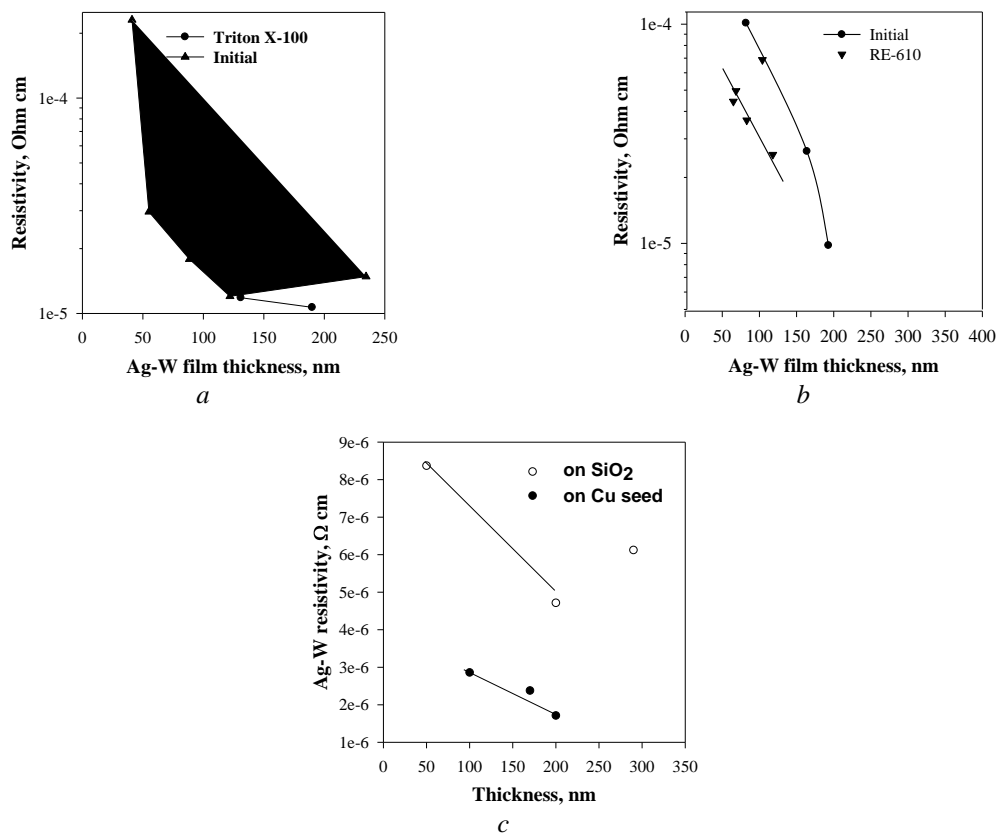 Triton X-100
Initial
1e-4
1e-5
Resistivity, Ohm cm
0 50 100 150 200 250
Ag-W film thickness, nm
a
Initial
RE-610
1e-4
1e-5
Resistivity, Ohm cm
0 50 100 150 200 250 300 350 400
Ag-W film thickness, nm
b
9e-6
8e-6
7e-6
6e-6
5e-6
4e-6
3e-6
2e-6
1e-6
on SiO2
on Cu seed
Ag-W resistivity, Ω cm
0 50 100 150 200 250 300 350
Thickness, nm
c